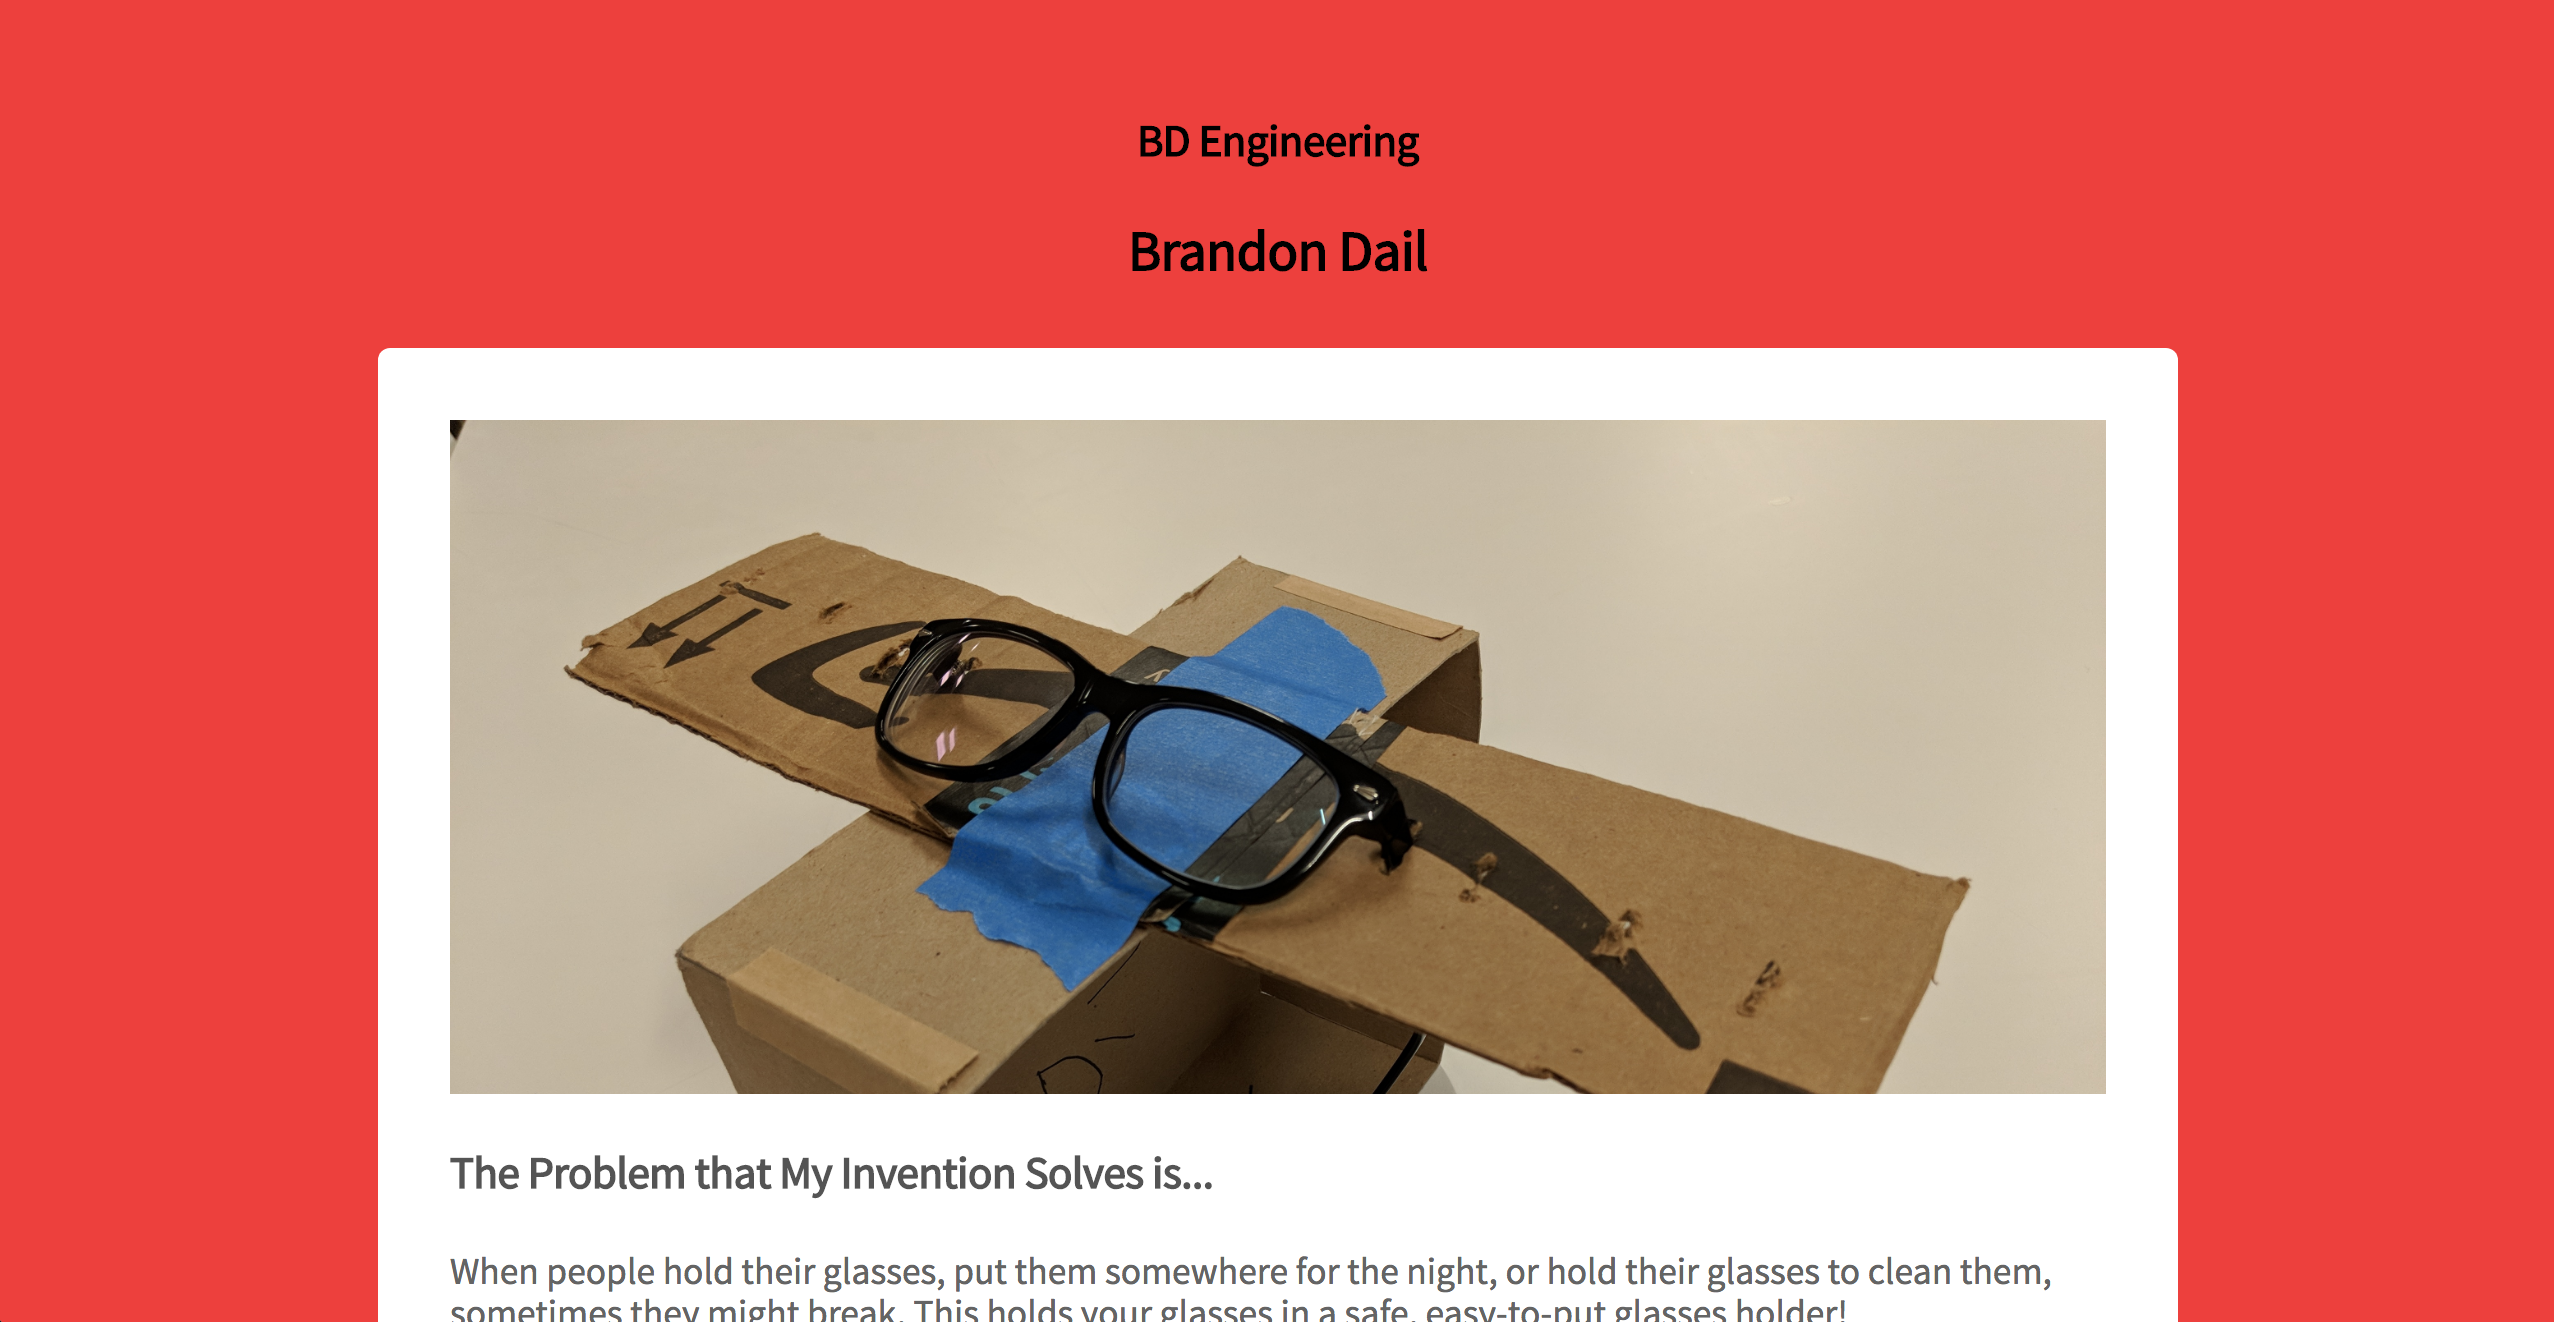 BD Engineering
Brandon Dail
The Problem that My Invention Solves is...
When people hold their glasses, put them somewhere for the night, or hold their glasses to clean them,
sometimes they might break. This holds your glasses in a safe, easy-to-put glasses holder!